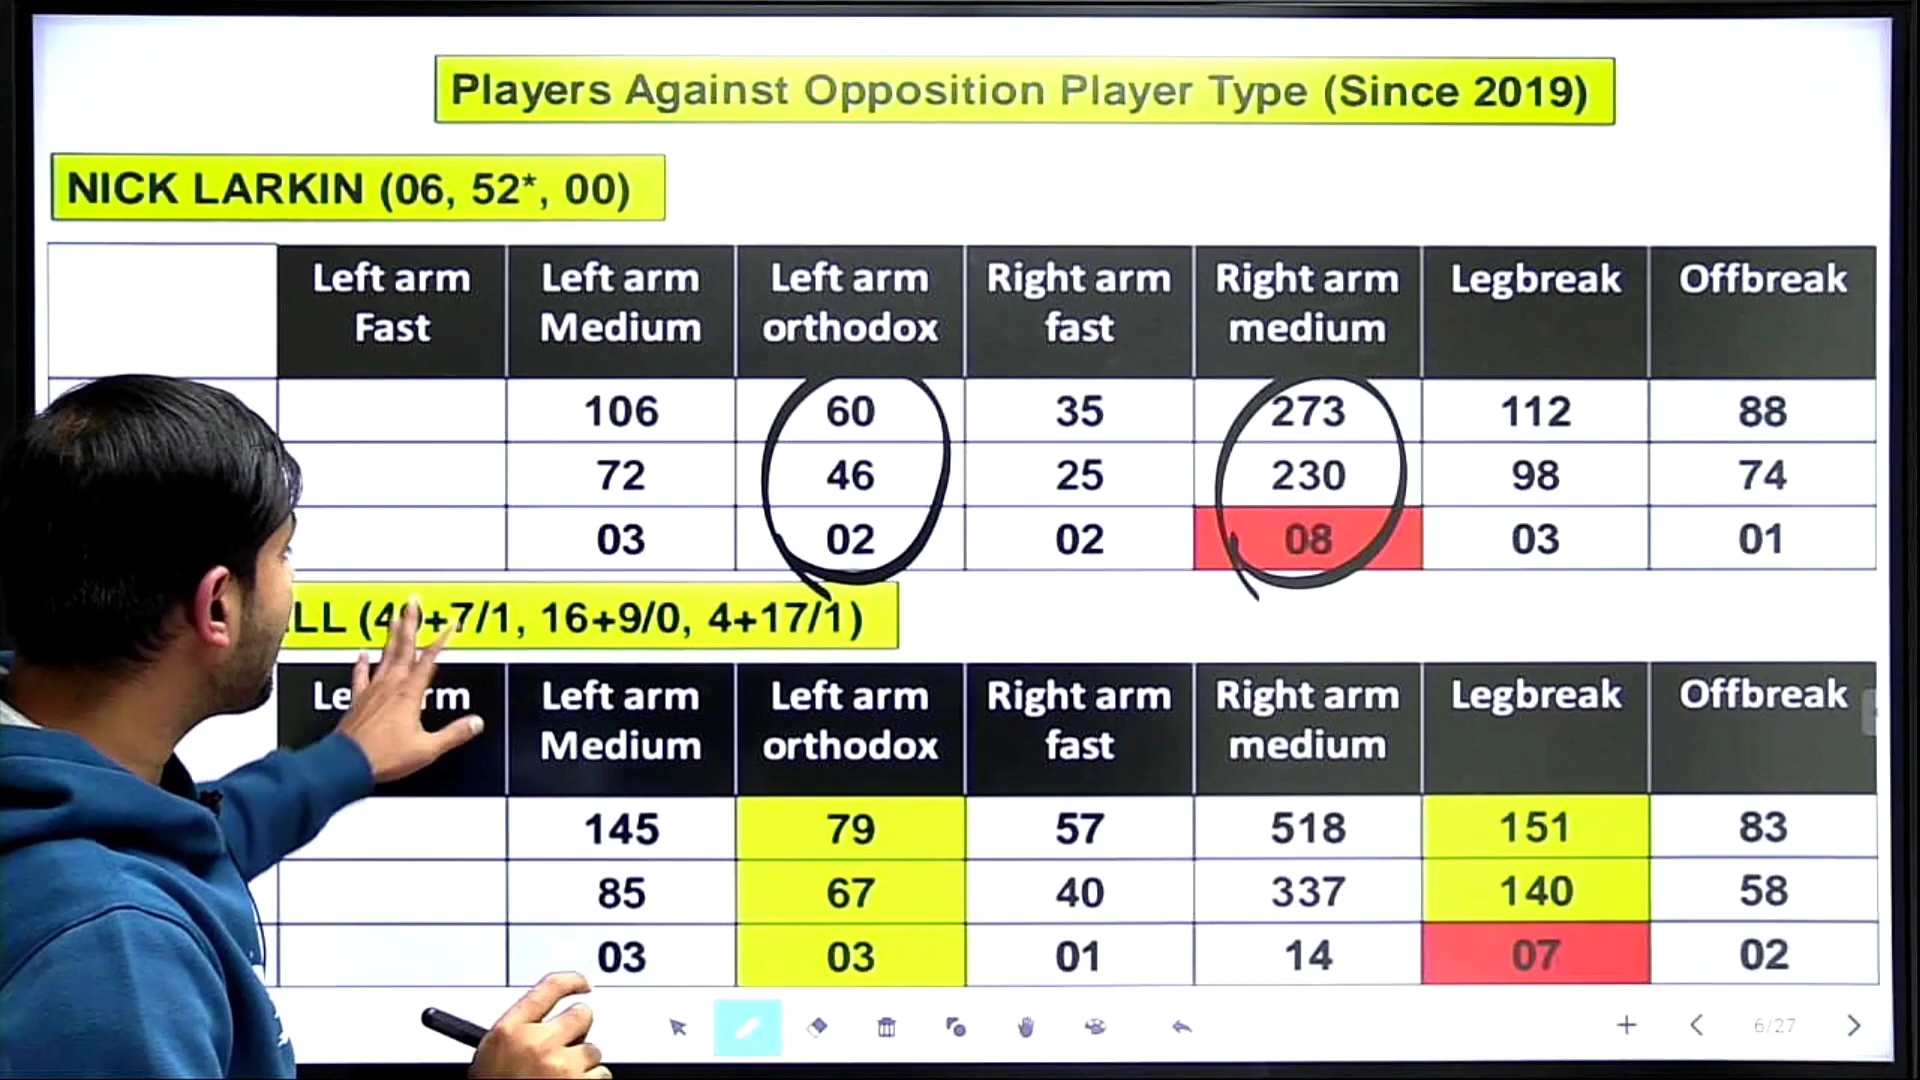 Players Against Opposition Player Type (Since 2019)
NICK LARKIN (06, 52*, 00)
Left arm Fast Left arm Medium Left arm orthodox Right arm fast Right arm medium Legbreak Offbreak
106 60 35 273 112 88
72 46 25 230 98 74
03 02 02 08 03 01
LL (40+7/1, 16+9/0, 4+17/1)
Left arm Left arm Medium Left arm orthodox Right arm fast Right arm medium Legbreak Offbreak
145 79 57 518 151 83
85 67 40 337 140 58
03 03 01 14 07 02
6/27